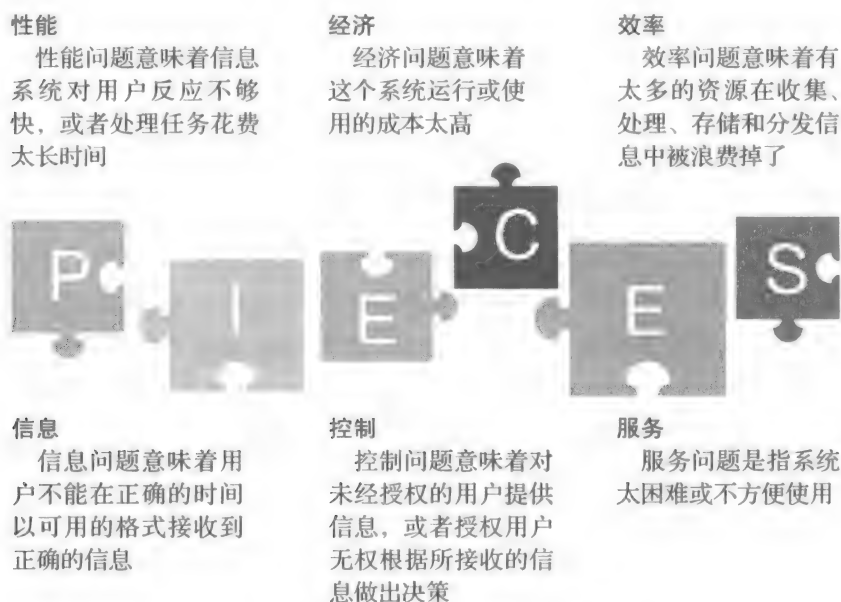 性能
性能问题意味着信息
系统对用户反应不够
快，或者处理任务花费
太长时间
经济
经济问题意味着
这个系统运行或使
用的成本太高
效率
效率问题意味着有
太多的资源在收集、
处理、存储和分发信
息中被浪费掉了
P I E C E S
信息
信息问题意味着用
户不能在正确的时间
以可用的格式接收到
正确的信息
控制
控制问题意味着对
未经授权的用户提供
信息，或者授权用户
无权根据所接收的信
息做出决策
服务
服务问题是指系统
太困难或不方便使用